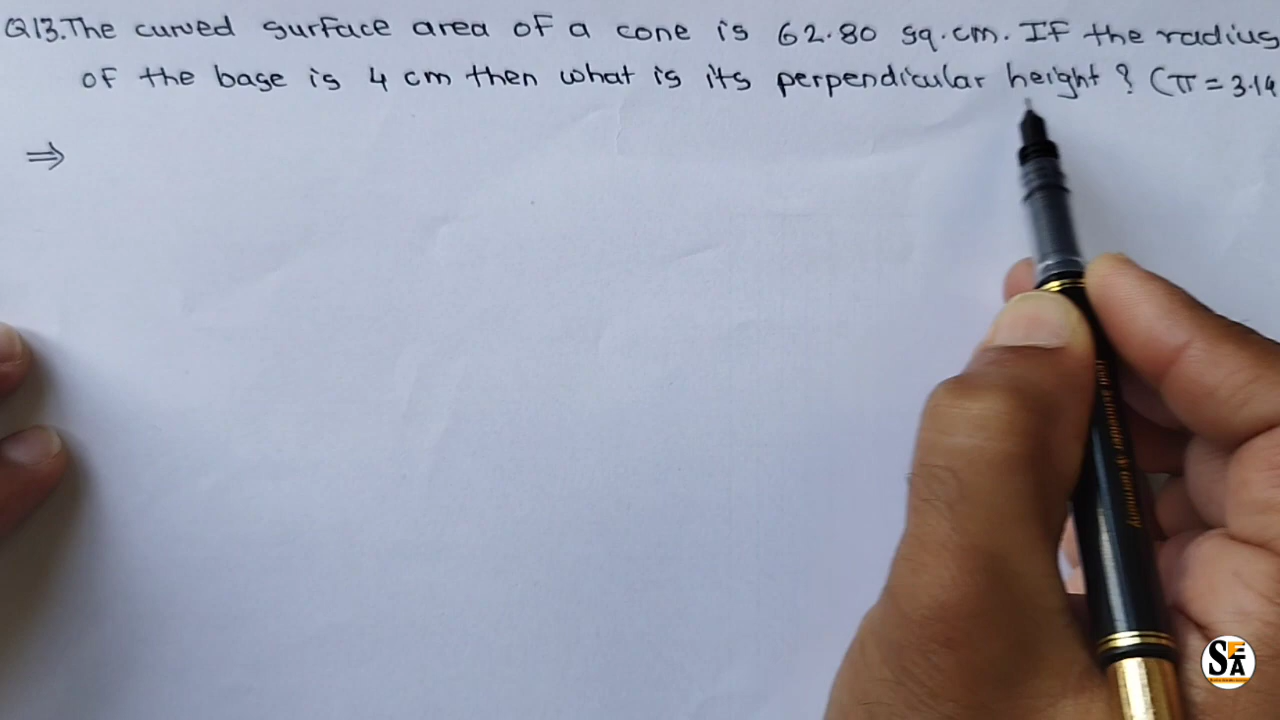 Q13.The curved surface area of a cone is 62.80 sq.cm. If the radius
of the base is 4 cm then what is its perpendicular height? (π = 3.14
⇒
SEA